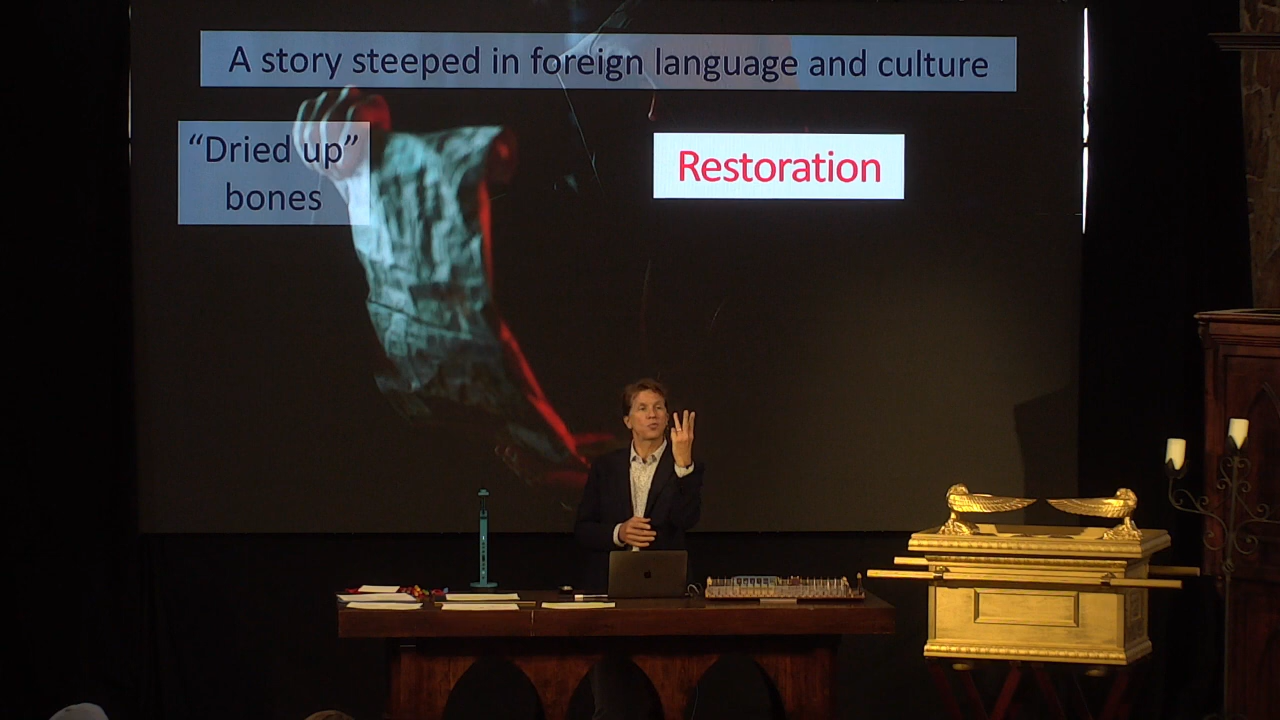 A story steeped in foreign language and culture
“Dried up”
bones
Restoration